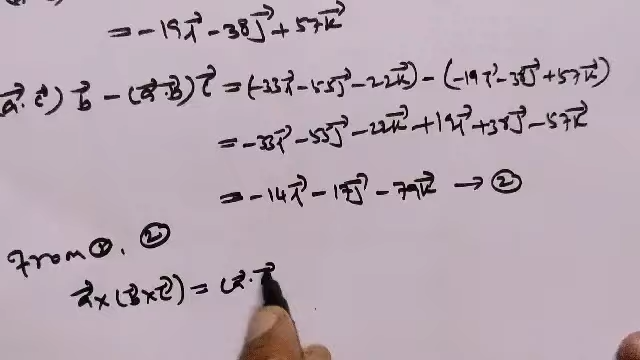 = -19i⃗ - 38j⃗ + 57k⃗
(a⃗ · c⃗) b⃗ - (a⃗ · b⃗) c⃗ = (-33i⃗ - 55j⃗ - 22k⃗) - (-19i⃗ - 38j⃗ + 57k⃗)
= -33i⃗ - 55j⃗ - 22k⃗ + 19i⃗ + 38j⃗ - 57k⃗
= -14i⃗ - 17j⃗ - 79k⃗ → ②
From ①, ②
a⃗ × (b⃗ × c⃗) = (a⃗ ·